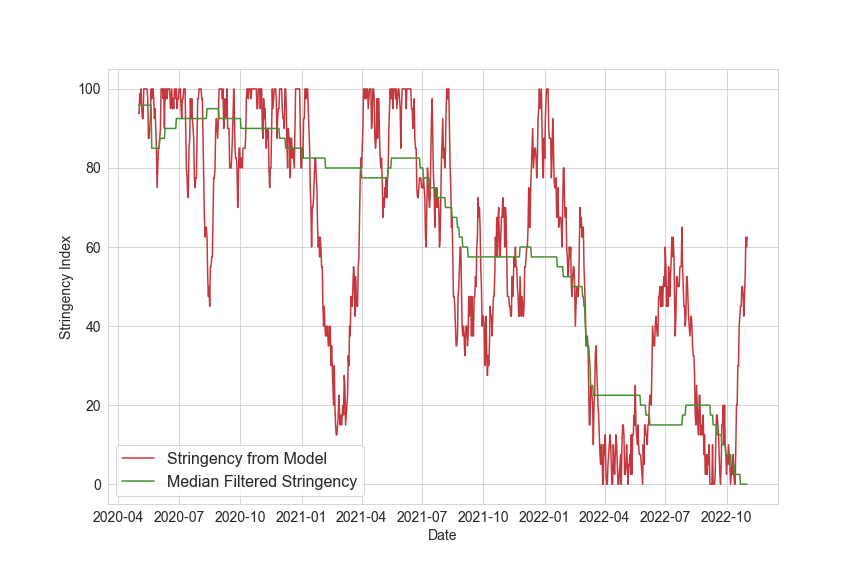 100
80
60
40
20
0
Stringency Index
Stringency from Model
Median Filtered Stringency
2020-04 2020-07 2020-10 2021-01 2021-04 2021-07 2021-10 2022-01 2022-04 2022-07 2022-10
Date